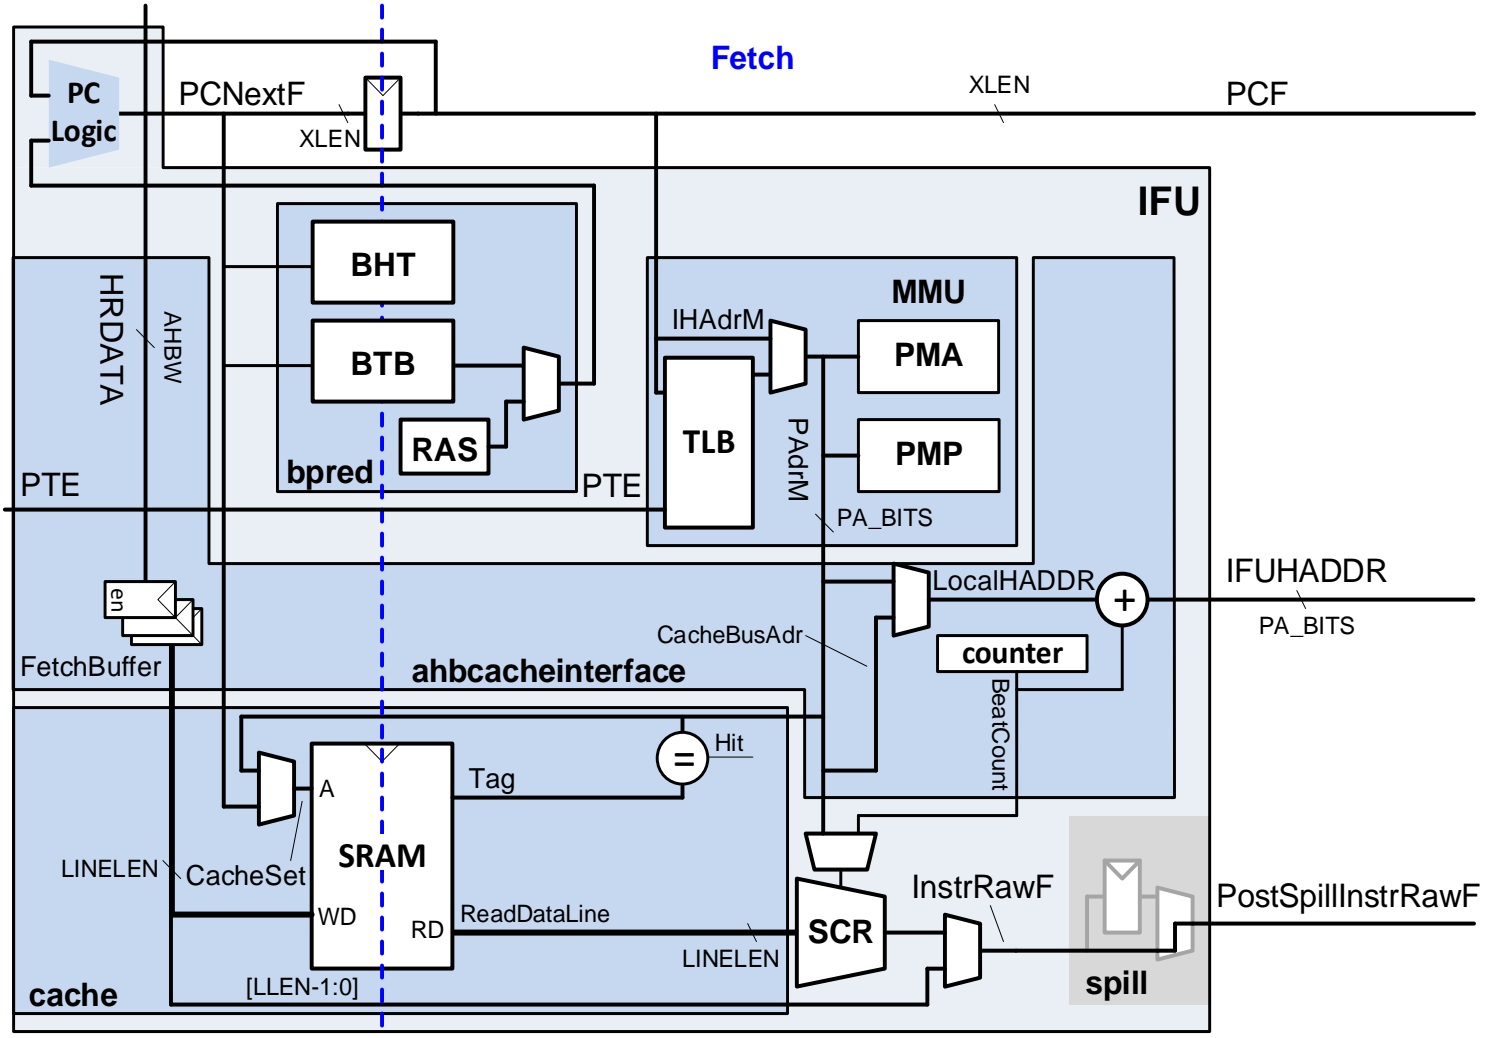 Fetch
PC
Logic
PCNextF
XLEN
XLEN
PCF
IFU
HRDATA
AHBW
BHT
BTB
RAS
bpred
MMU
IHAdrM
PMA
TLB
PAdrM
PMP
PA_BITS
PTE
PTE
en
FetchBuffer
LocalHADDR
+
IFUHADDR
PA_BITS
CacheBusAdr
counter
BeatCount
ahbcacheinterface
Hit
=
A
Tag
SRAM
LINELEN
CacheSet
WD
RD
ReadDataLine
LINELEN
SCR
InstrRawF
PostSpillInstrRawF
spill
[LLEN-1:0]
cache